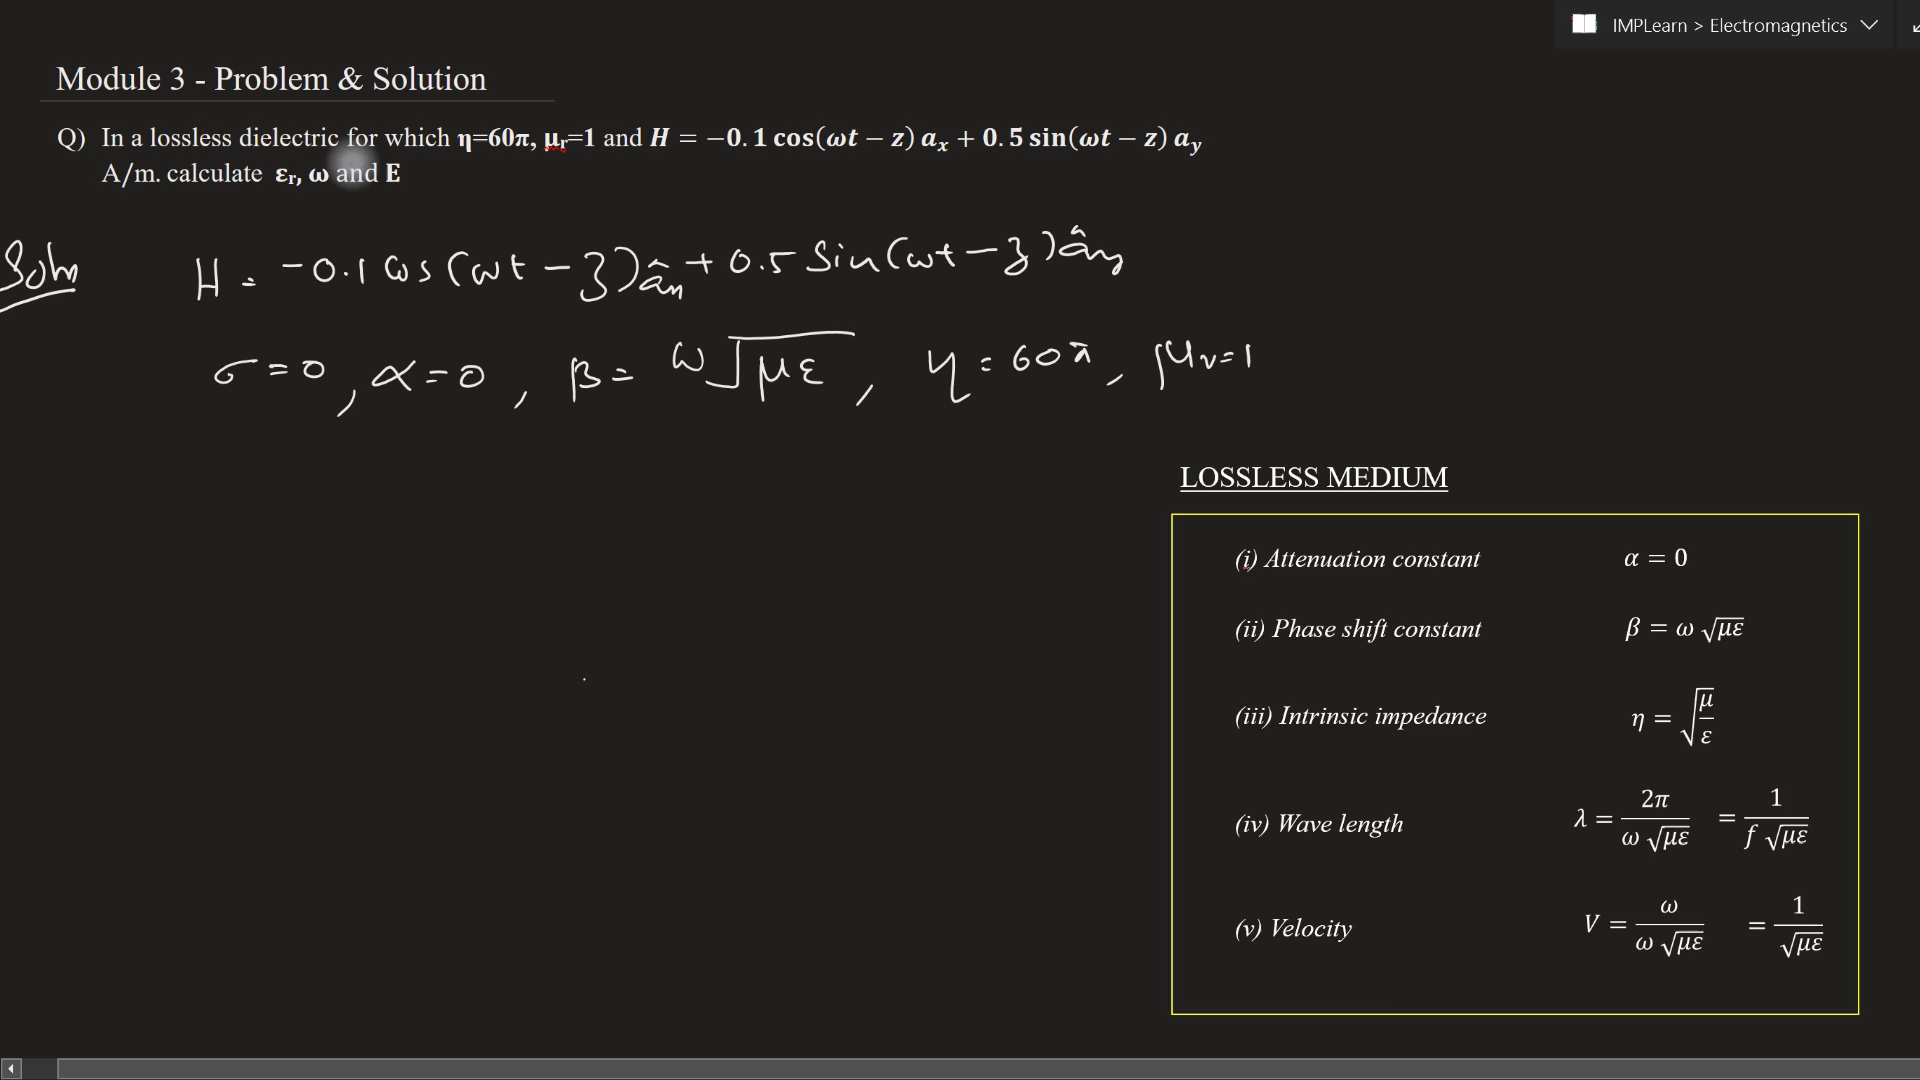 IMPLearn > Electromagnetics
Module 3 - Problem & Solution
Q) In a lossless dielectric for which η=60π, μr=1 and H = −0.1 cos(ωt − z) ax + 0.5 sin(ωt − z) ay
A/m. calculate εr, ω and E
Soln H = -0.1 cos(ωt - z) âx + 0.5 Sin(ωt - z) ây
σ=0, α=0, β= ω√με, η = 60π, μr=1
LOSSLESS MEDIUM
(i) Attenuation constant α = 0
(ii) Phase shift constant β = ω √με
(iii) Intrinsic impedance η = √(μ/ε)
(iv) Wave length λ = 2π/(ω √με) = 1/(f √με)
(v) Velocity V = ω/(ω √με) = 1/√με